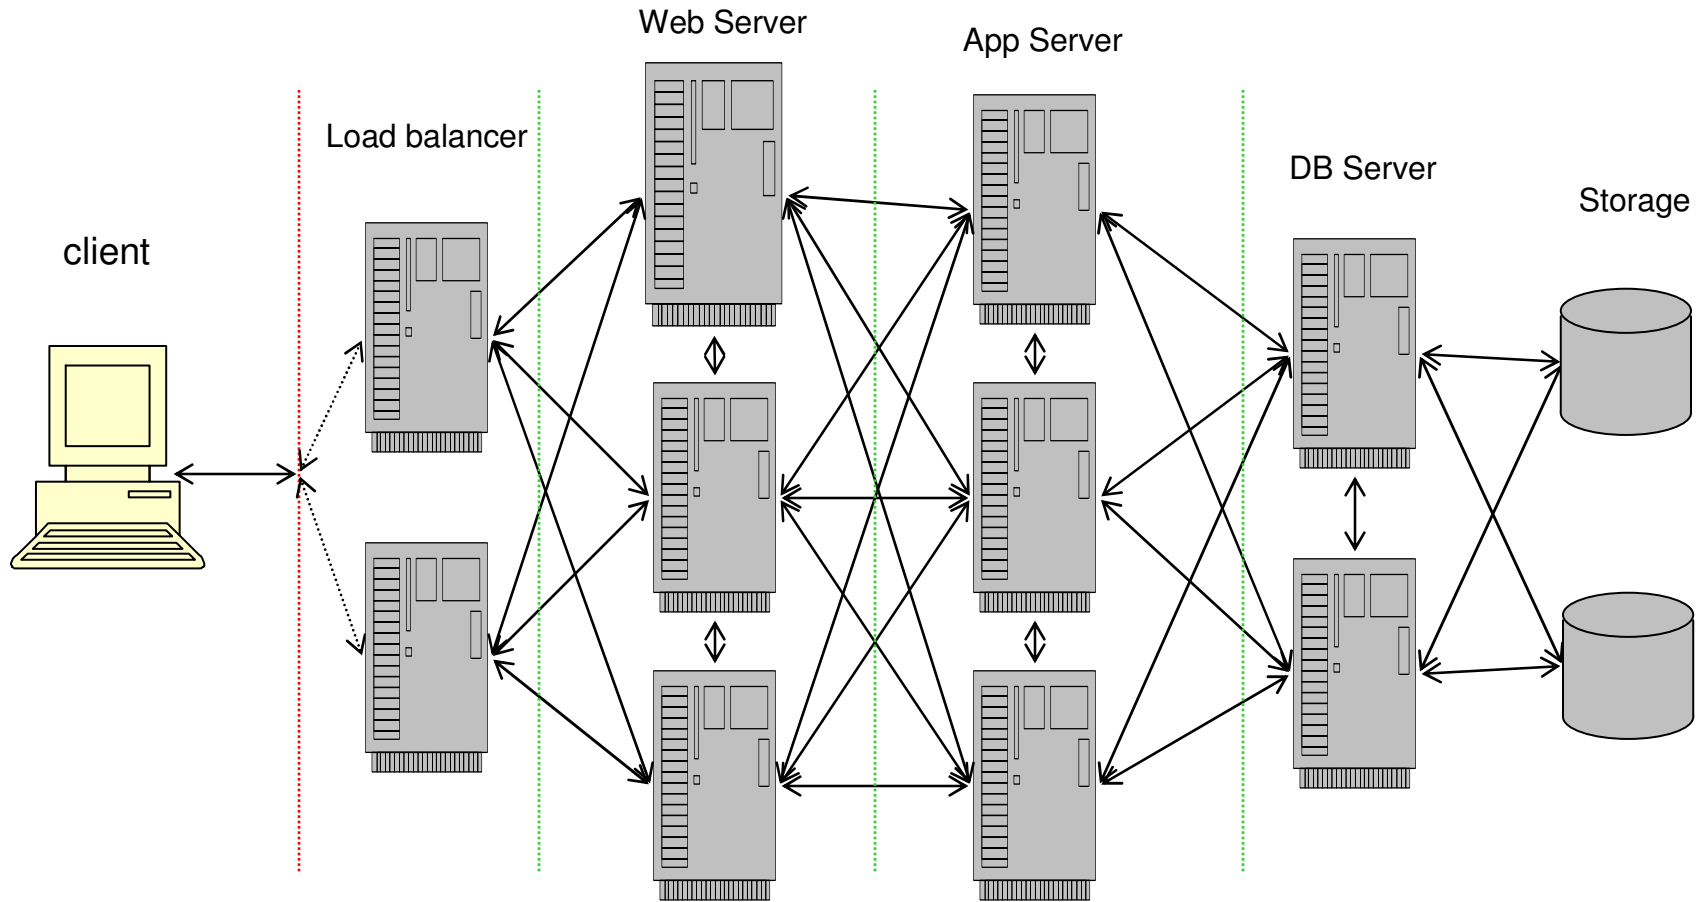 Web Server
App Server
Load balancer
DB Server
Storage
client